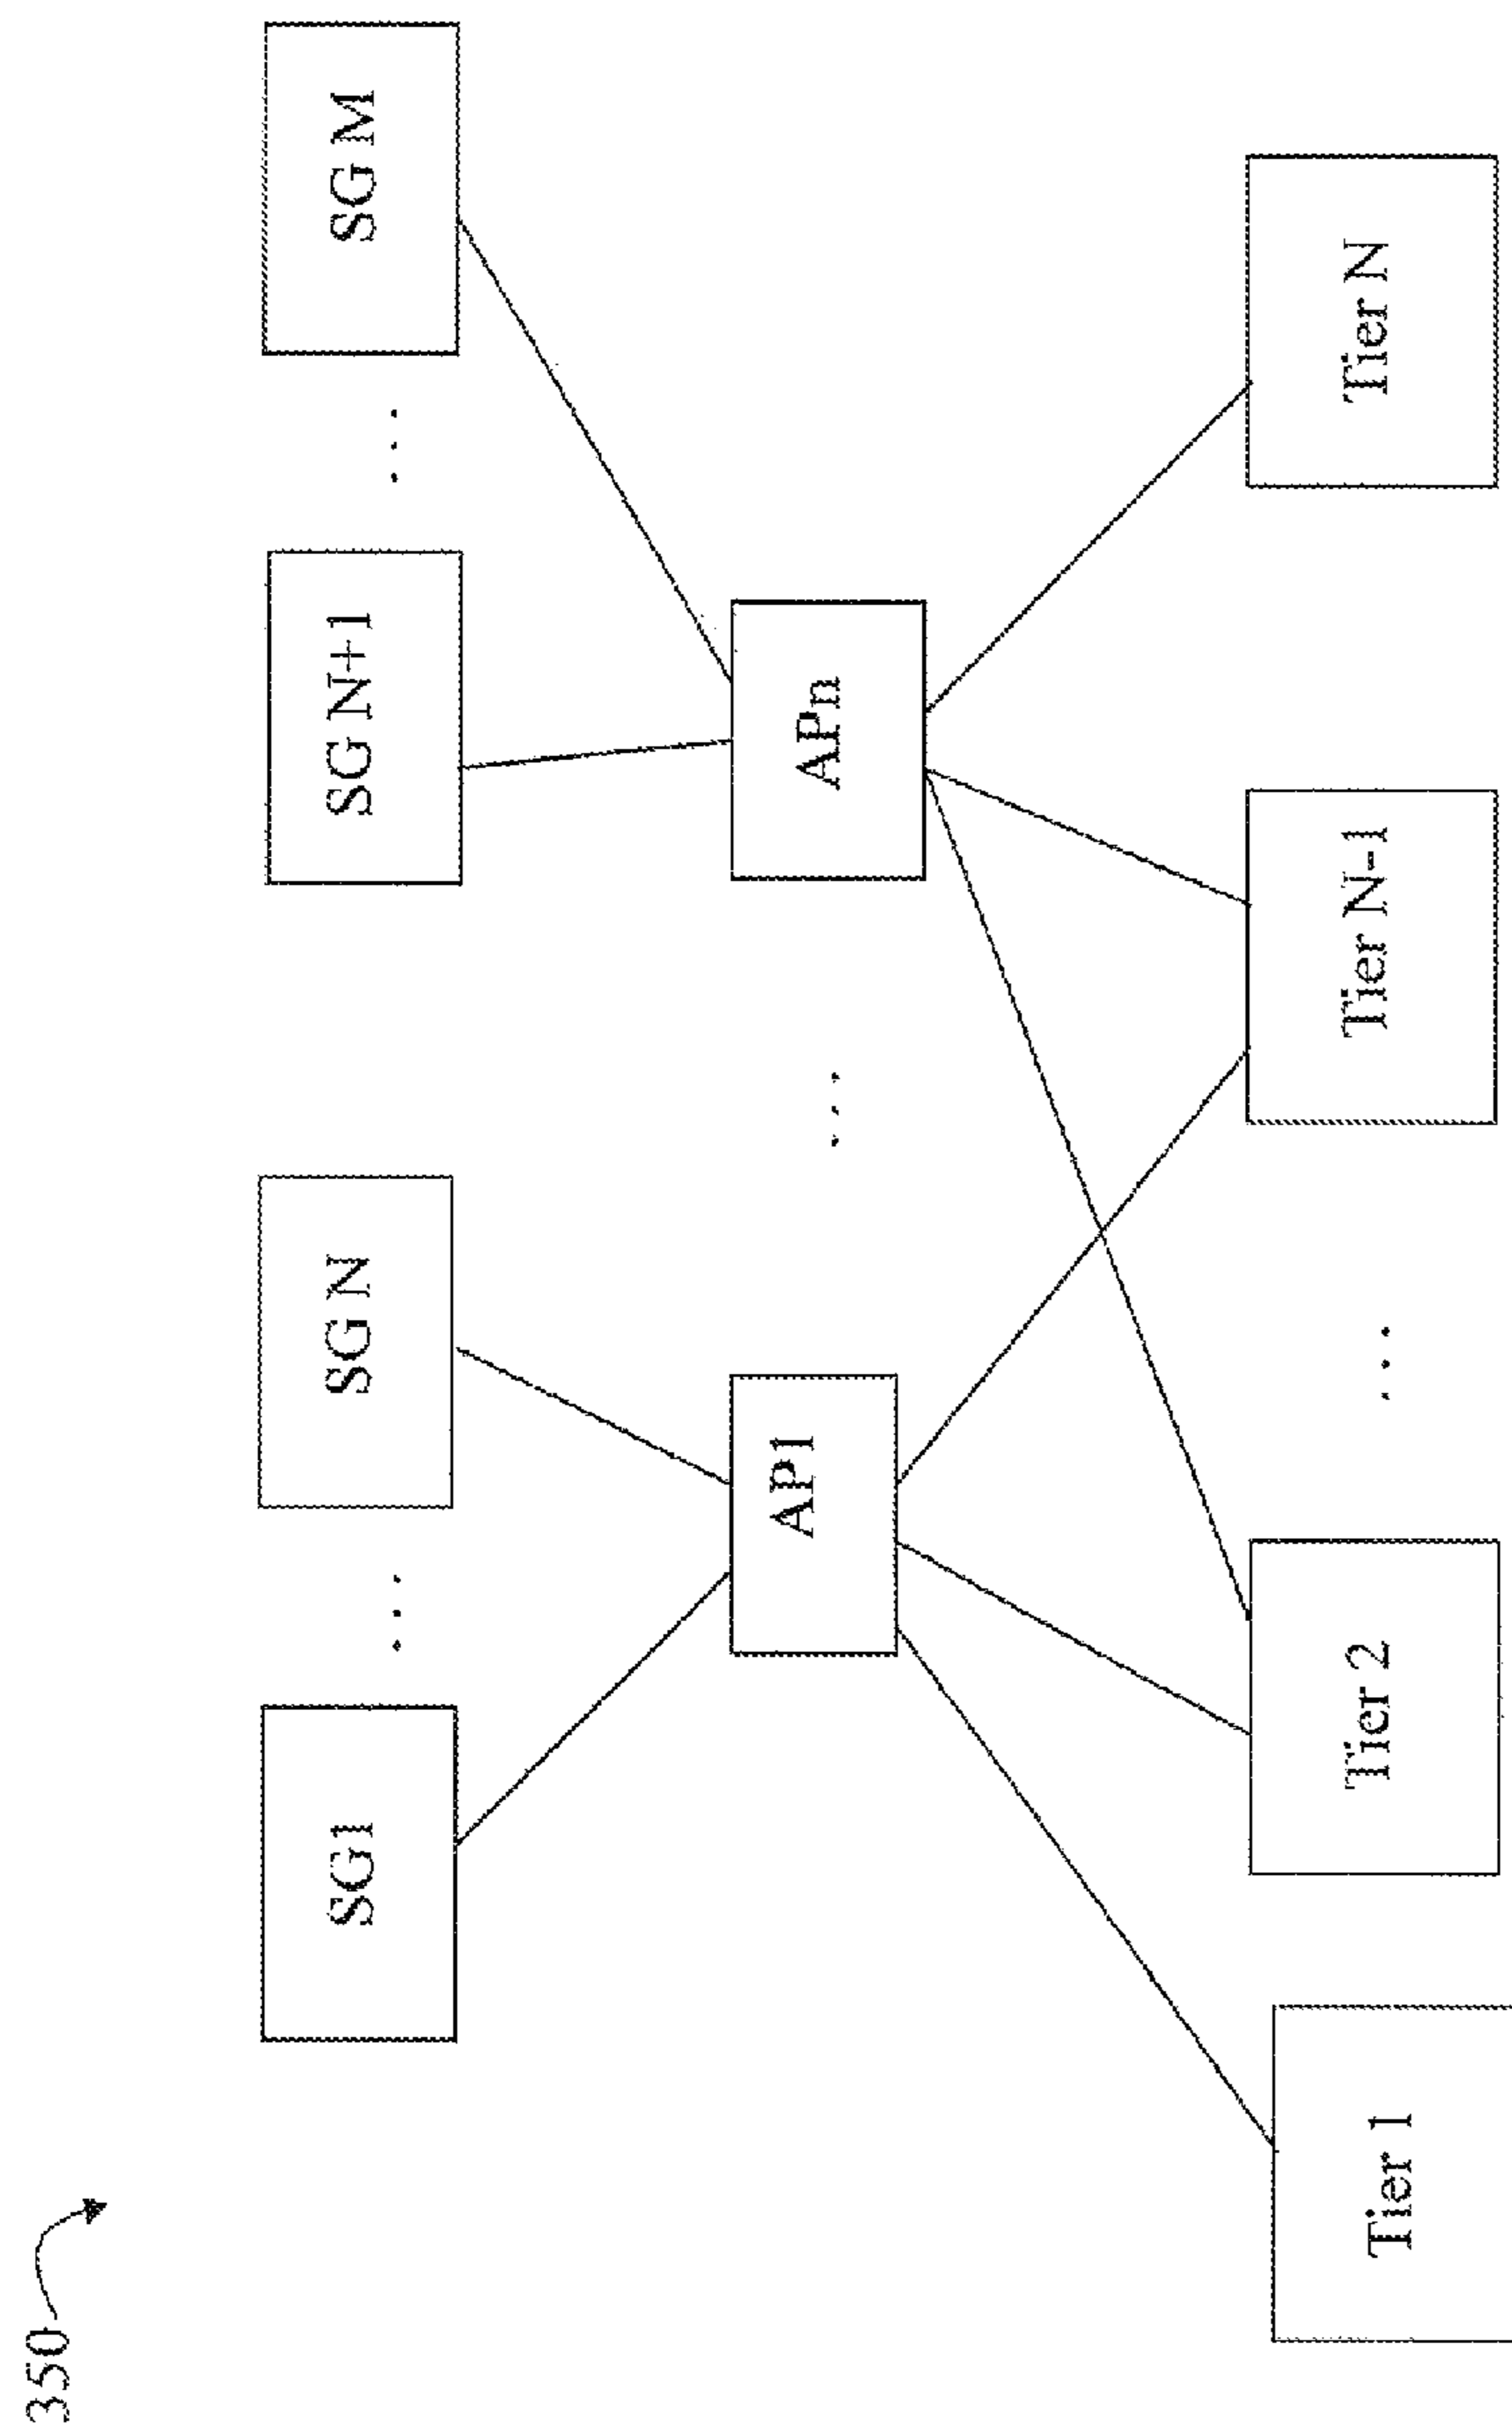 350
SG1
...
SG N
SG N+1
...
SG M
AP1
...
APn
Tier 1
Tier 2
...
Tier N-1
Tier N